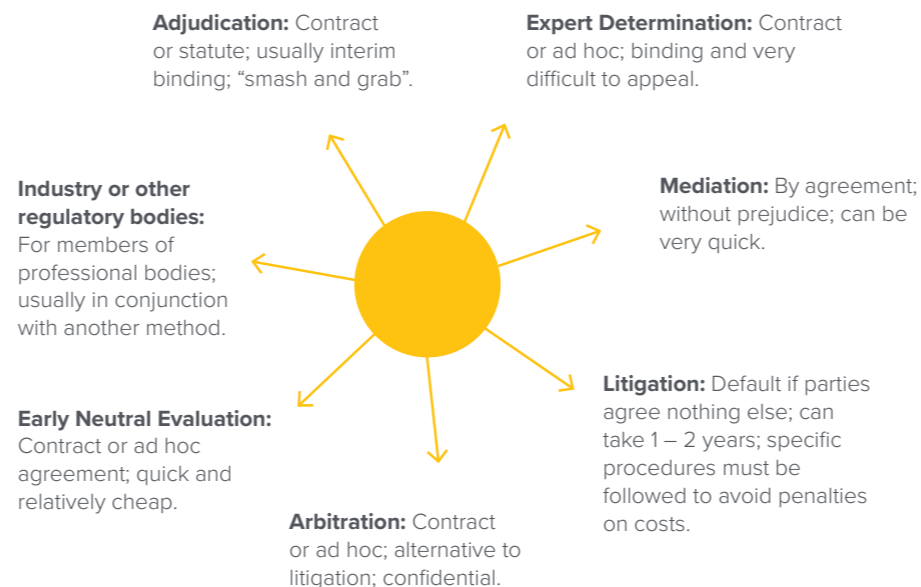 Adjudication: Contract
or statute; usually interim
binding; “smash and grab”.
Expert Determination: Contract
or ad hoc; binding and very
difficult to appeal.
Industry or other
regulatory bodies:
For members of
professional bodies;
usually in conjunction
with another method.
Mediation: By agreement;
without prejudice; can be
very quick.
Early Neutral Evaluation:
Contract or ad hoc
agreement; quick and
relatively cheap.
Litigation: Default if parties
agree nothing else; can
take 1 – 2 years; specific
procedures must be
followed to avoid penalties
on costs.
Arbitration: Contract
or ad hoc; alternative to
litigation; confidential.